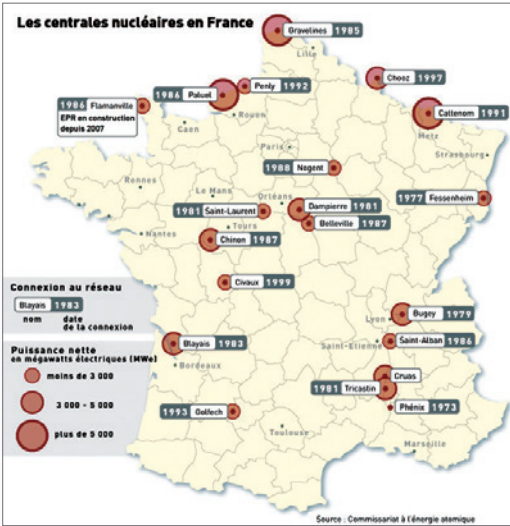 Les centrales nucléaires en France
Gravelines 1985
Lille
Chooz 1997
Penly 1992
1986 Paluel
1986 Flamanville
EPR en construction
depuis 2007
Rouen
Caen
Cattenom 1991
Metz
Paris
Strasbourg
1988 Nogent
Rennes
Le Mans
Orléans
1977 Fessenheim
Dampierre 1981
1981 Saint-Laurent
Belleville 1987
Tours
Nantes
Chinon 1987
Connexion au réseau
Blayais 1983
nom date
de la connexion
Civaux 1999
Bugey 1979
Lyon
Saint-Alban 1986
Saint-Etienne
Blayais 1983
Bordeaux
Puissance nette
en mégawatts électriques (MWe)
moins de 3 000
3 000 - 5 000
plus de 5 000
Cruas
1981 Tricastin
Phénix 1973
1993 Golfech
Toulouse
Marseille
Source : Commissariat à l'énergie atomique